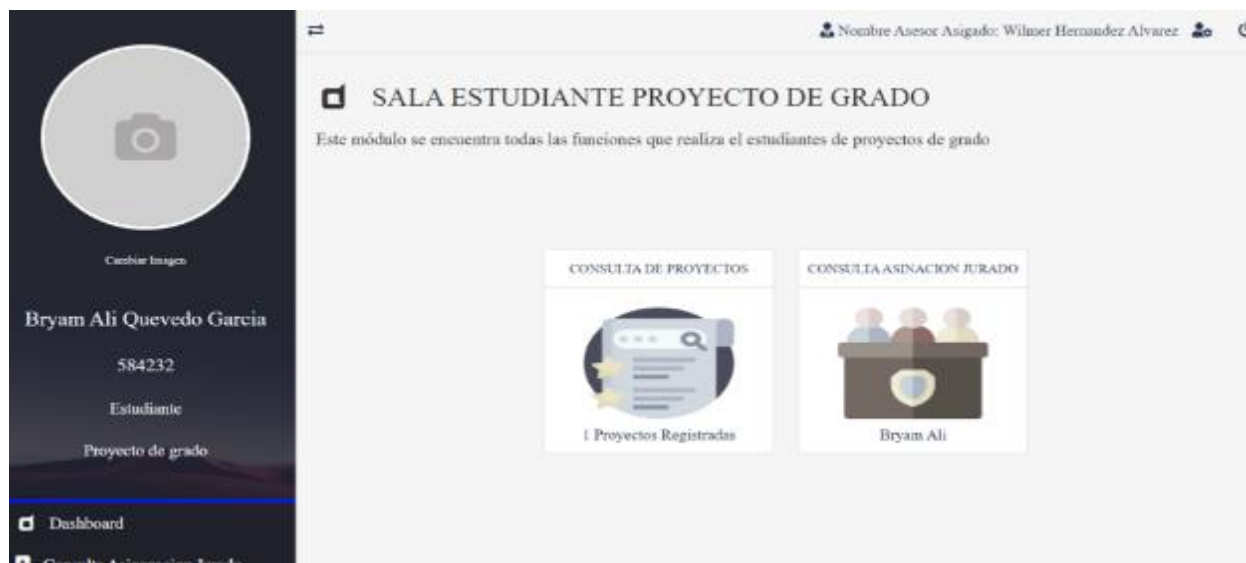 Nombre Asesor Asigado: Wilmer Hernandez Alvarez
SALA ESTUDIANTE PROYECTO DE GRADO
Este módulo se encuentra todas las funciones que realiza el estudiantes de proyectos de grado
Cambiar Imagen
Bryam Ali Quevedo Garcia
584232
Estudiante
Proyecto de grado
Dashboard
CONSULTA DE PROYECTOS
1 Proyectos Registradas
CONSULTA ASINACION JURADO
Bryam Ali